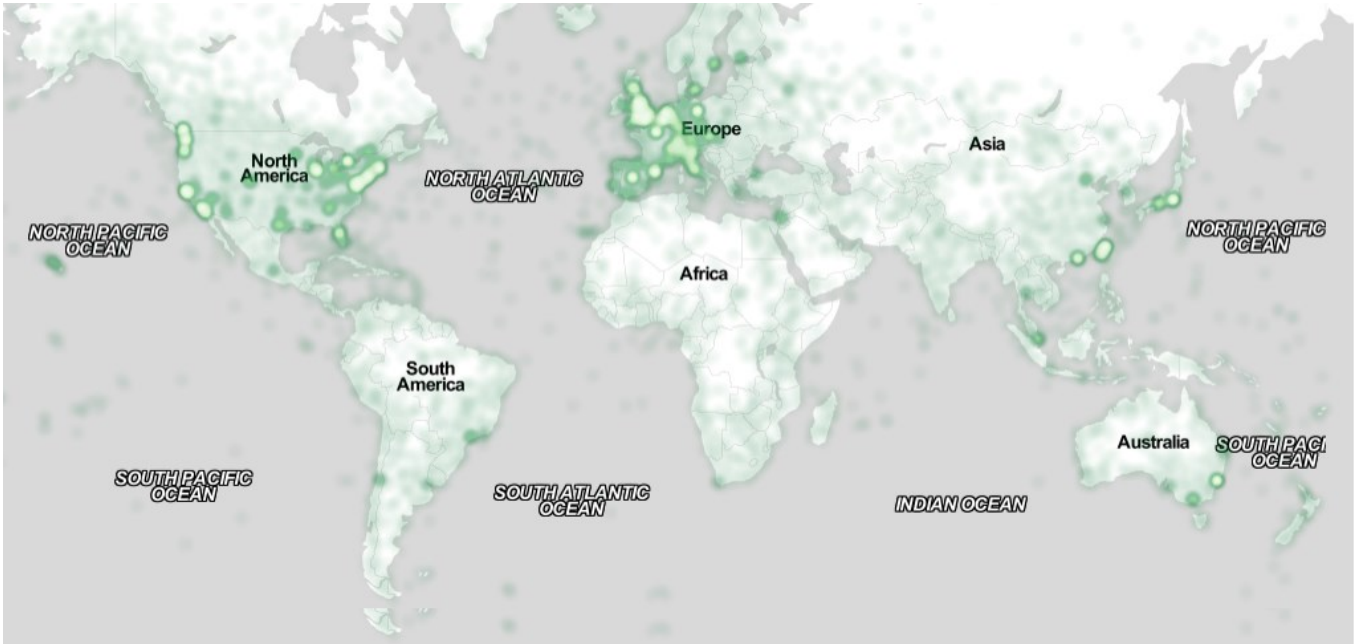 Europe
Asia
North
America
NORTH ATLANTIC
OCEAN
NORTH PACIFIC
OCEAN
NORTH PACIFIC
OCEAN
Africa
South
America
Australia
SOUTH PACI
OCEAN
SOUTH PACIFIC
OCEAN
SOUTH ATLANTIC
OCEAN
INDIAN OCEAN